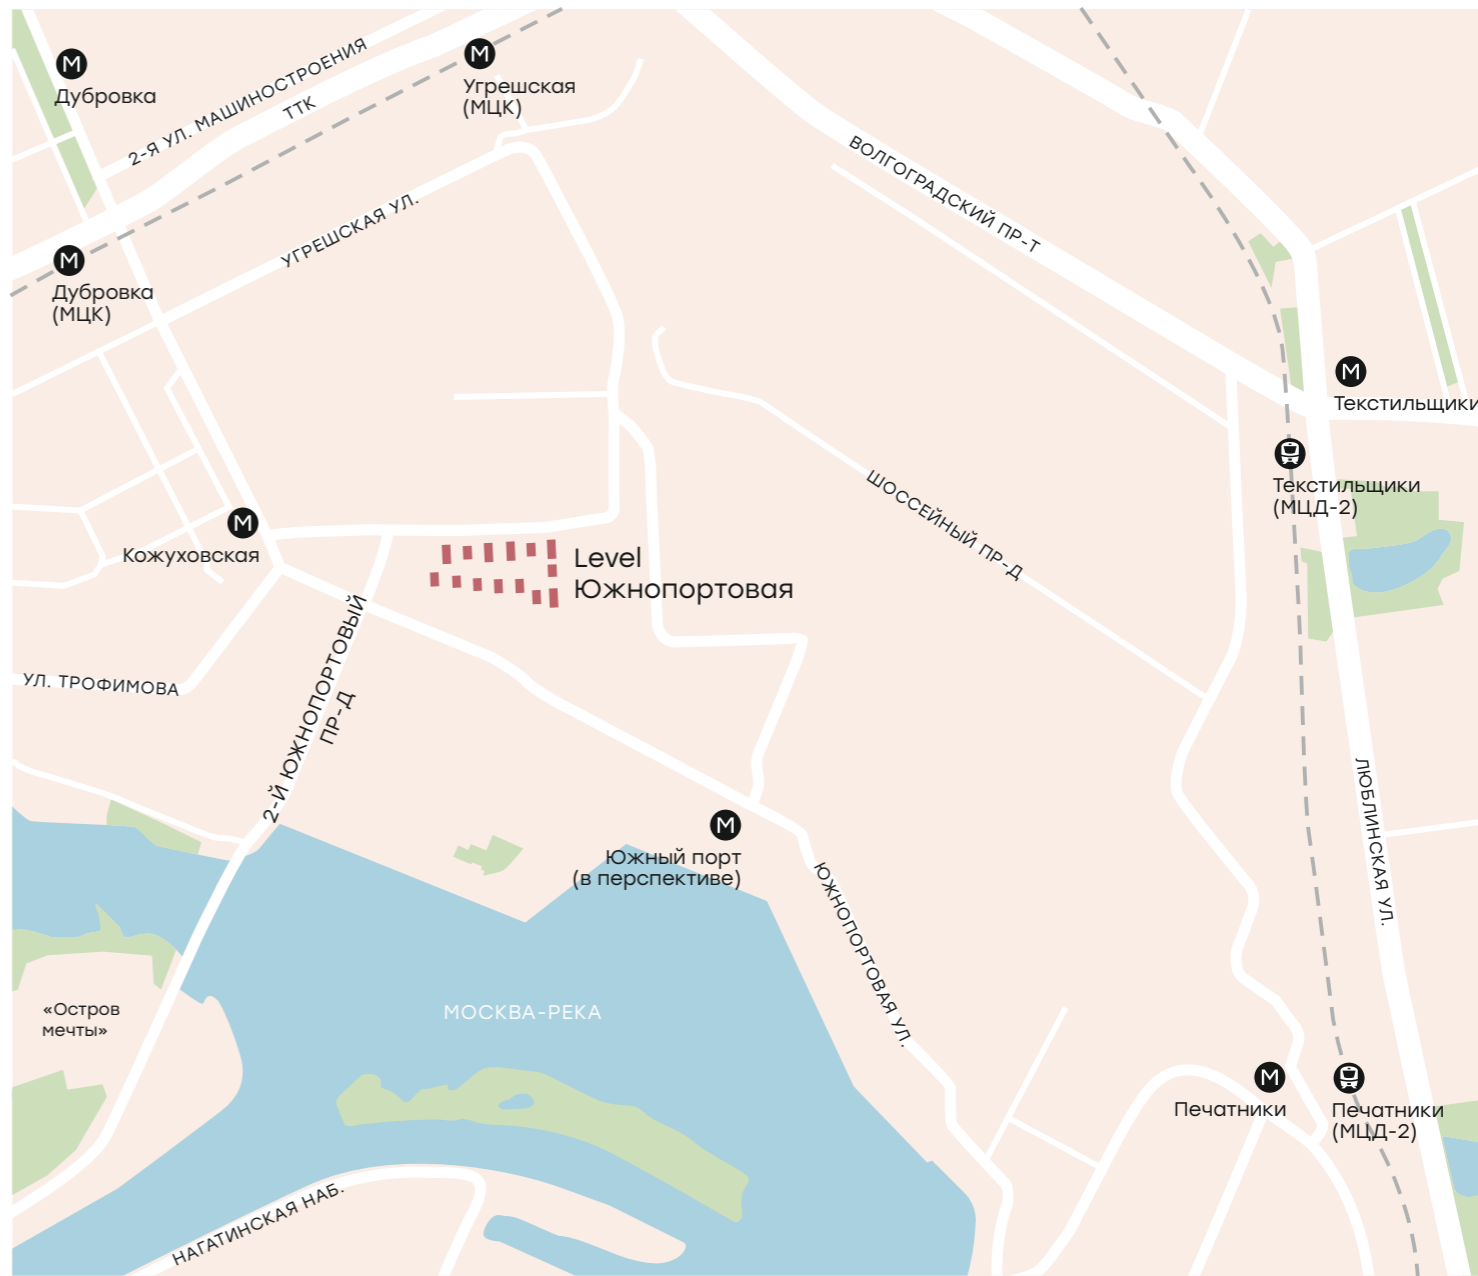 Дубровка
2-Я УЛ. МАШИНОСТРОЕНИЯ
ТТК
Угрешская
(МЦК)
ВОЛГОГРАДСКИЙ ПР-Т
УГРЕШСКАЯ УЛ.
Дубровка
(МЦК)
Текстильщики
Текстильщики
(МЦД-2)
ШОССЕЙНЫЙ ПР-Д
Кожуховская
Level
Южнопортовая
2-Й ЮЖНОПОРТОВЫЙ
ПР-Д
УЛ. ТРОФИМОВА
ЛЮБЛИНСКАЯ УЛ.
Южный порт
(в перспективе)
ЮЖНОПОРТОВАЯ УЛ.
«Остров
мечты»
МОСКВА-РЕКА
Печатники
Печатники
(МЦД-2)
НАГАТИНСКАЯ НАБ.